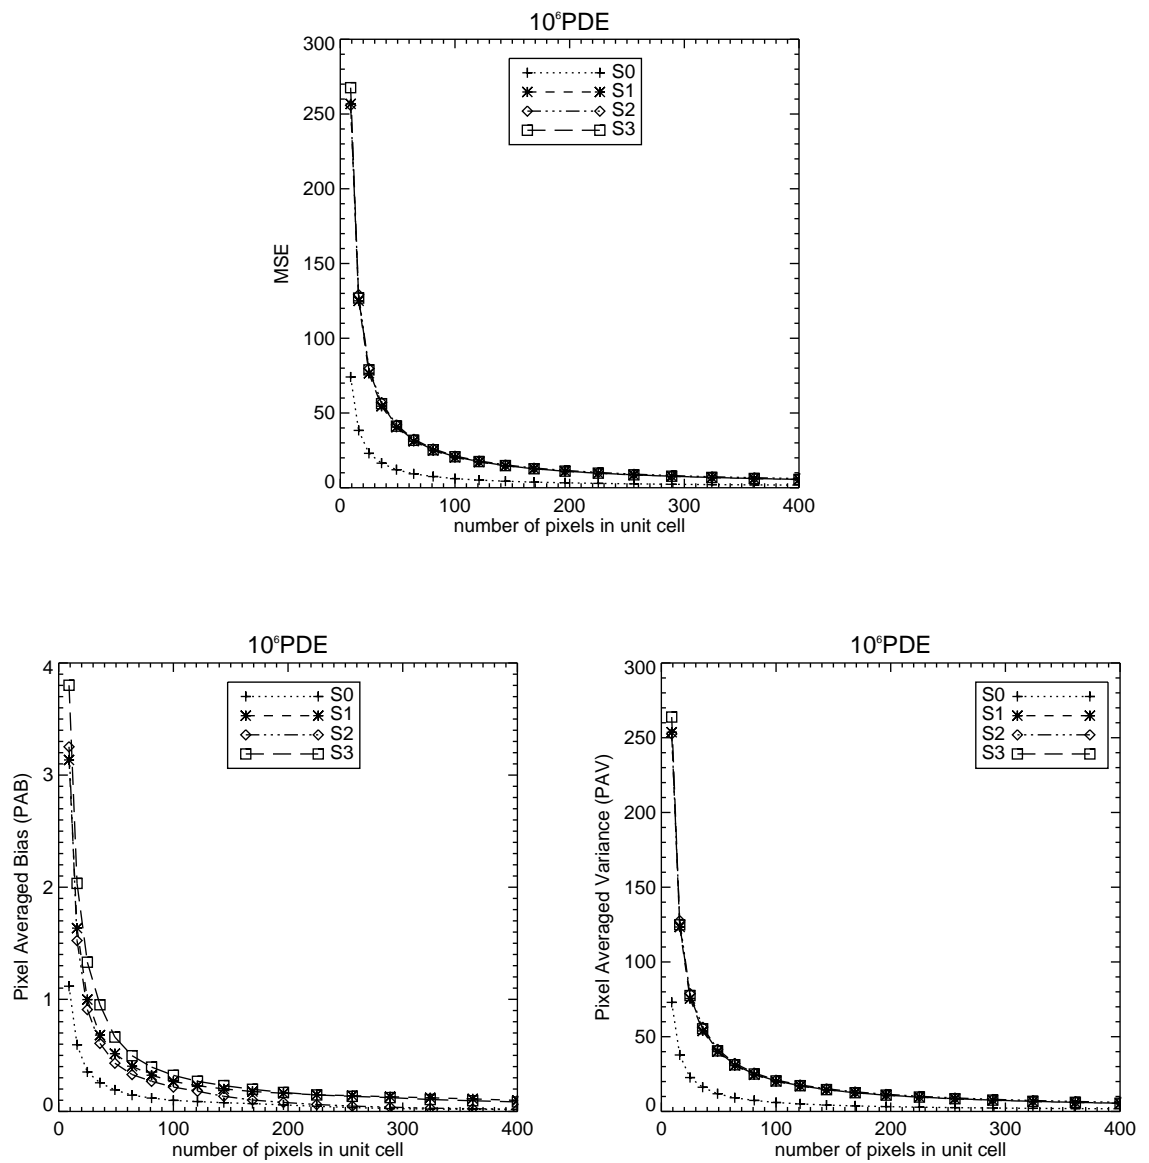 10⁶PDE
300
250
200
150
100
50
0
MSE
S0
S1
S2
S3
0 100 200 300 400
number of pixels in unit cell
10⁶PDE
4
3
2
1
0
Pixel Averaged Bias (PAB)
S0
S1
S2
S3
0 100 200 300 400
number of pixels in unit cell
10⁶PDE
300
250
200
150
100
50
0
Pixel Averaged Variance (PAV)
S0
S1
S2
S3
0 100 200 300 400
number of pixels in unit cell